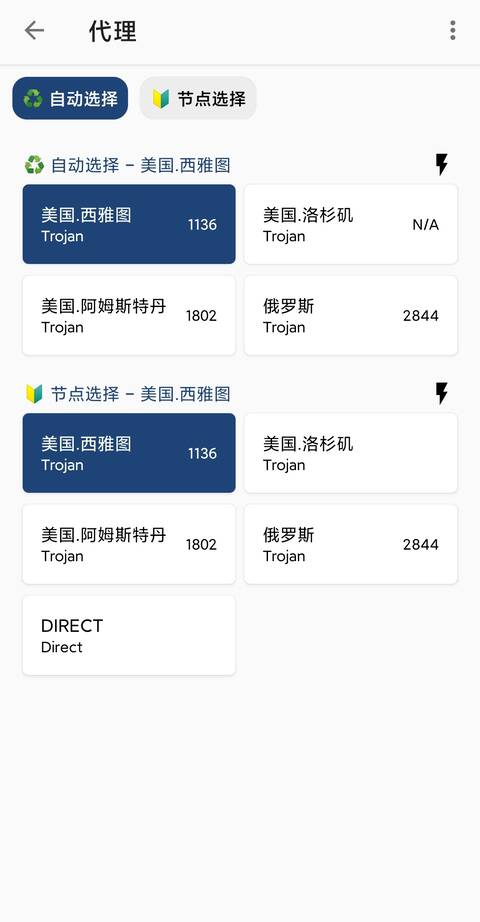 代理
自动选择
节点选择
自动选择 - 美国.西雅图
美国.西雅图
Trojan
1136
美国.洛杉矶
Trojan
N/A
美国.阿姆斯特丹
Trojan
1802
俄罗斯
Trojan
2844
节点选择 - 美国.西雅图
美国.西雅图
Trojan
1136
美国.洛杉矶
Trojan
美国.阿姆斯特丹
Trojan
1802
俄罗斯
Trojan
2844
DIRECT
Direct